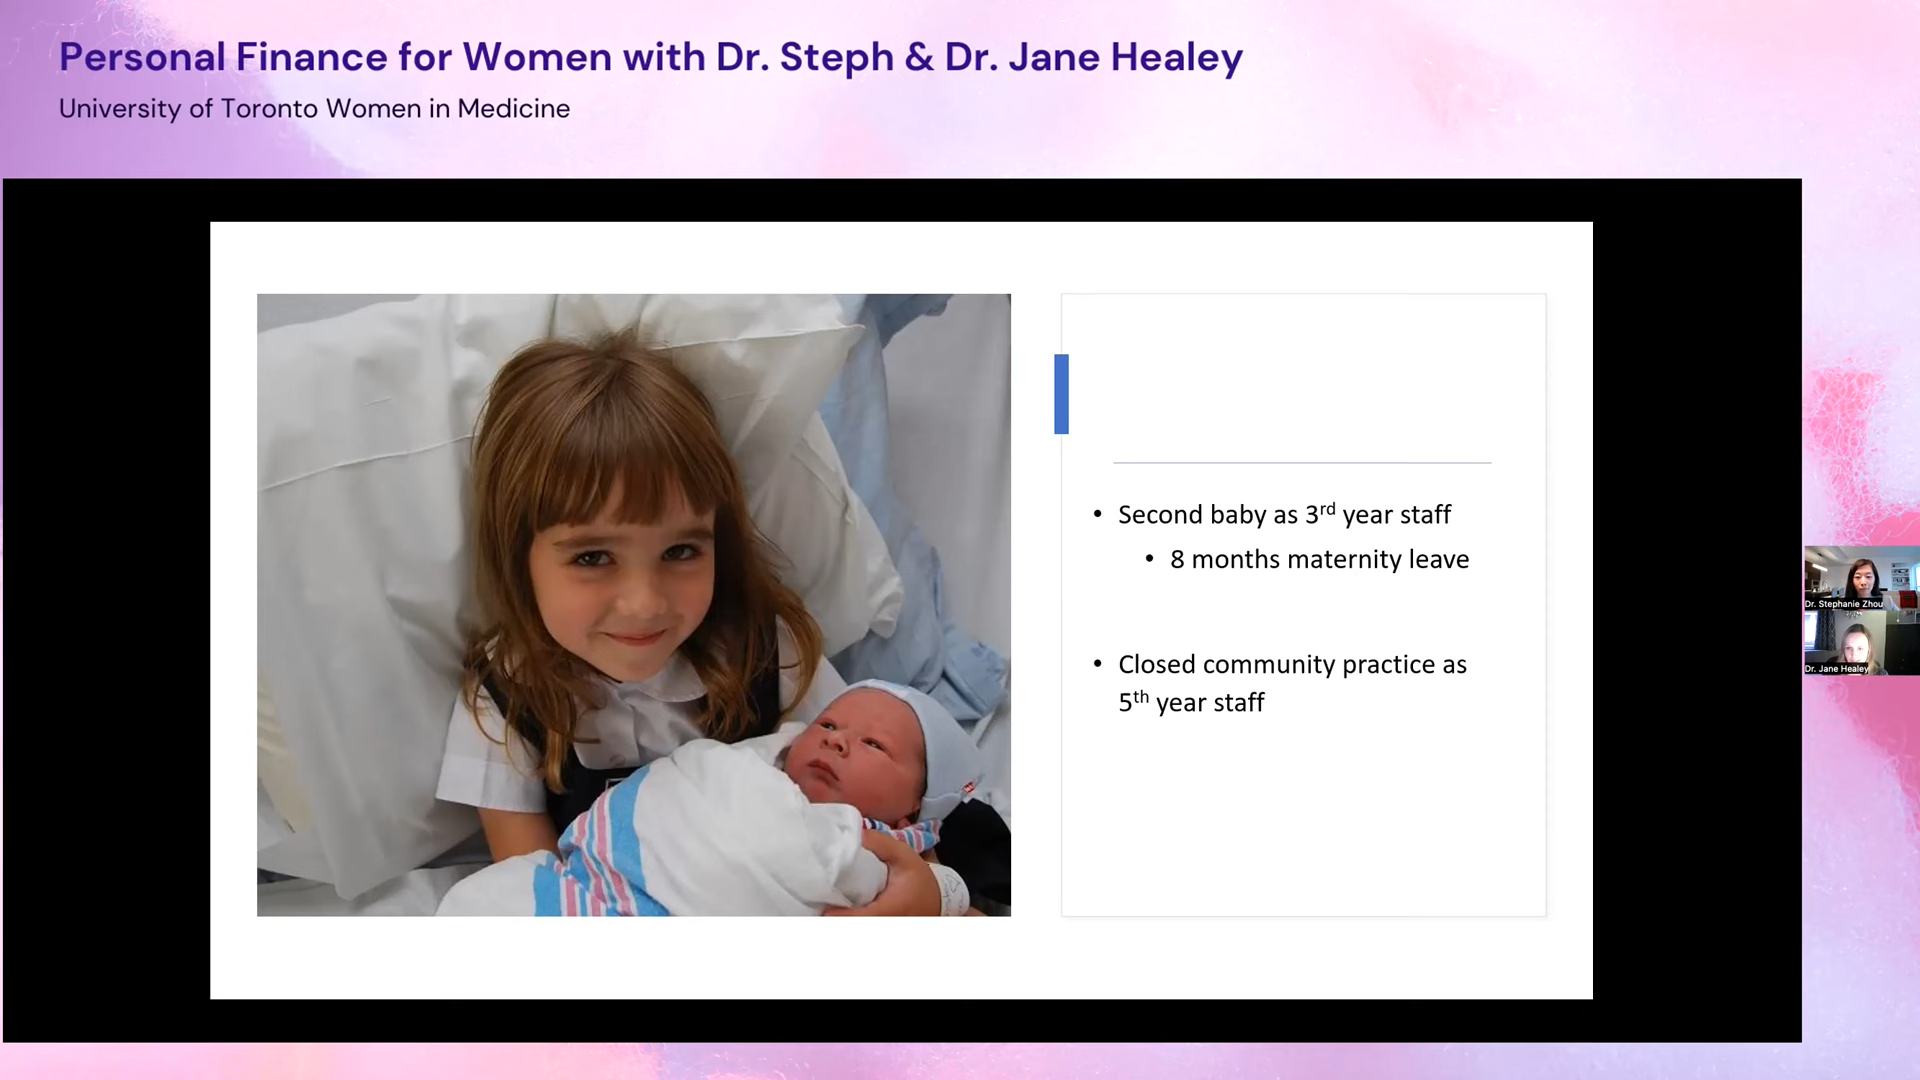 Personal Finance for Women with Dr. Steph & Dr. Jane Healey
University of Toronto Women in Medicine
• Second baby as 3rd year staff
• 8 months maternity leave
• Closed community practice as
5th year staff
Dr. Stephanie Zhou
Dr. Jane Healey